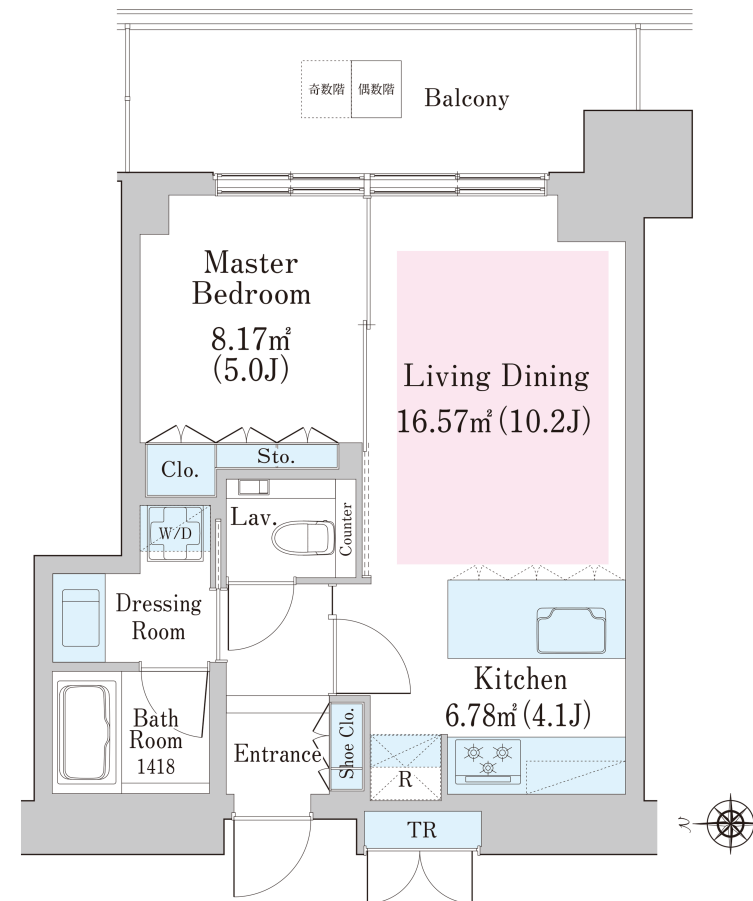 奇数階 偶数階
Balcony
Master
Bedroom
8.17㎡
(5.0J)
Living Dining
16.57㎡(10.2J)
Clo.
Sto.
W/D
Lav.
Counter
Dressing
Room
Kitchen
6.78㎡(4.1J)
Bath
Room
1418
Entrance
Shoe Clo.
R
TR
N